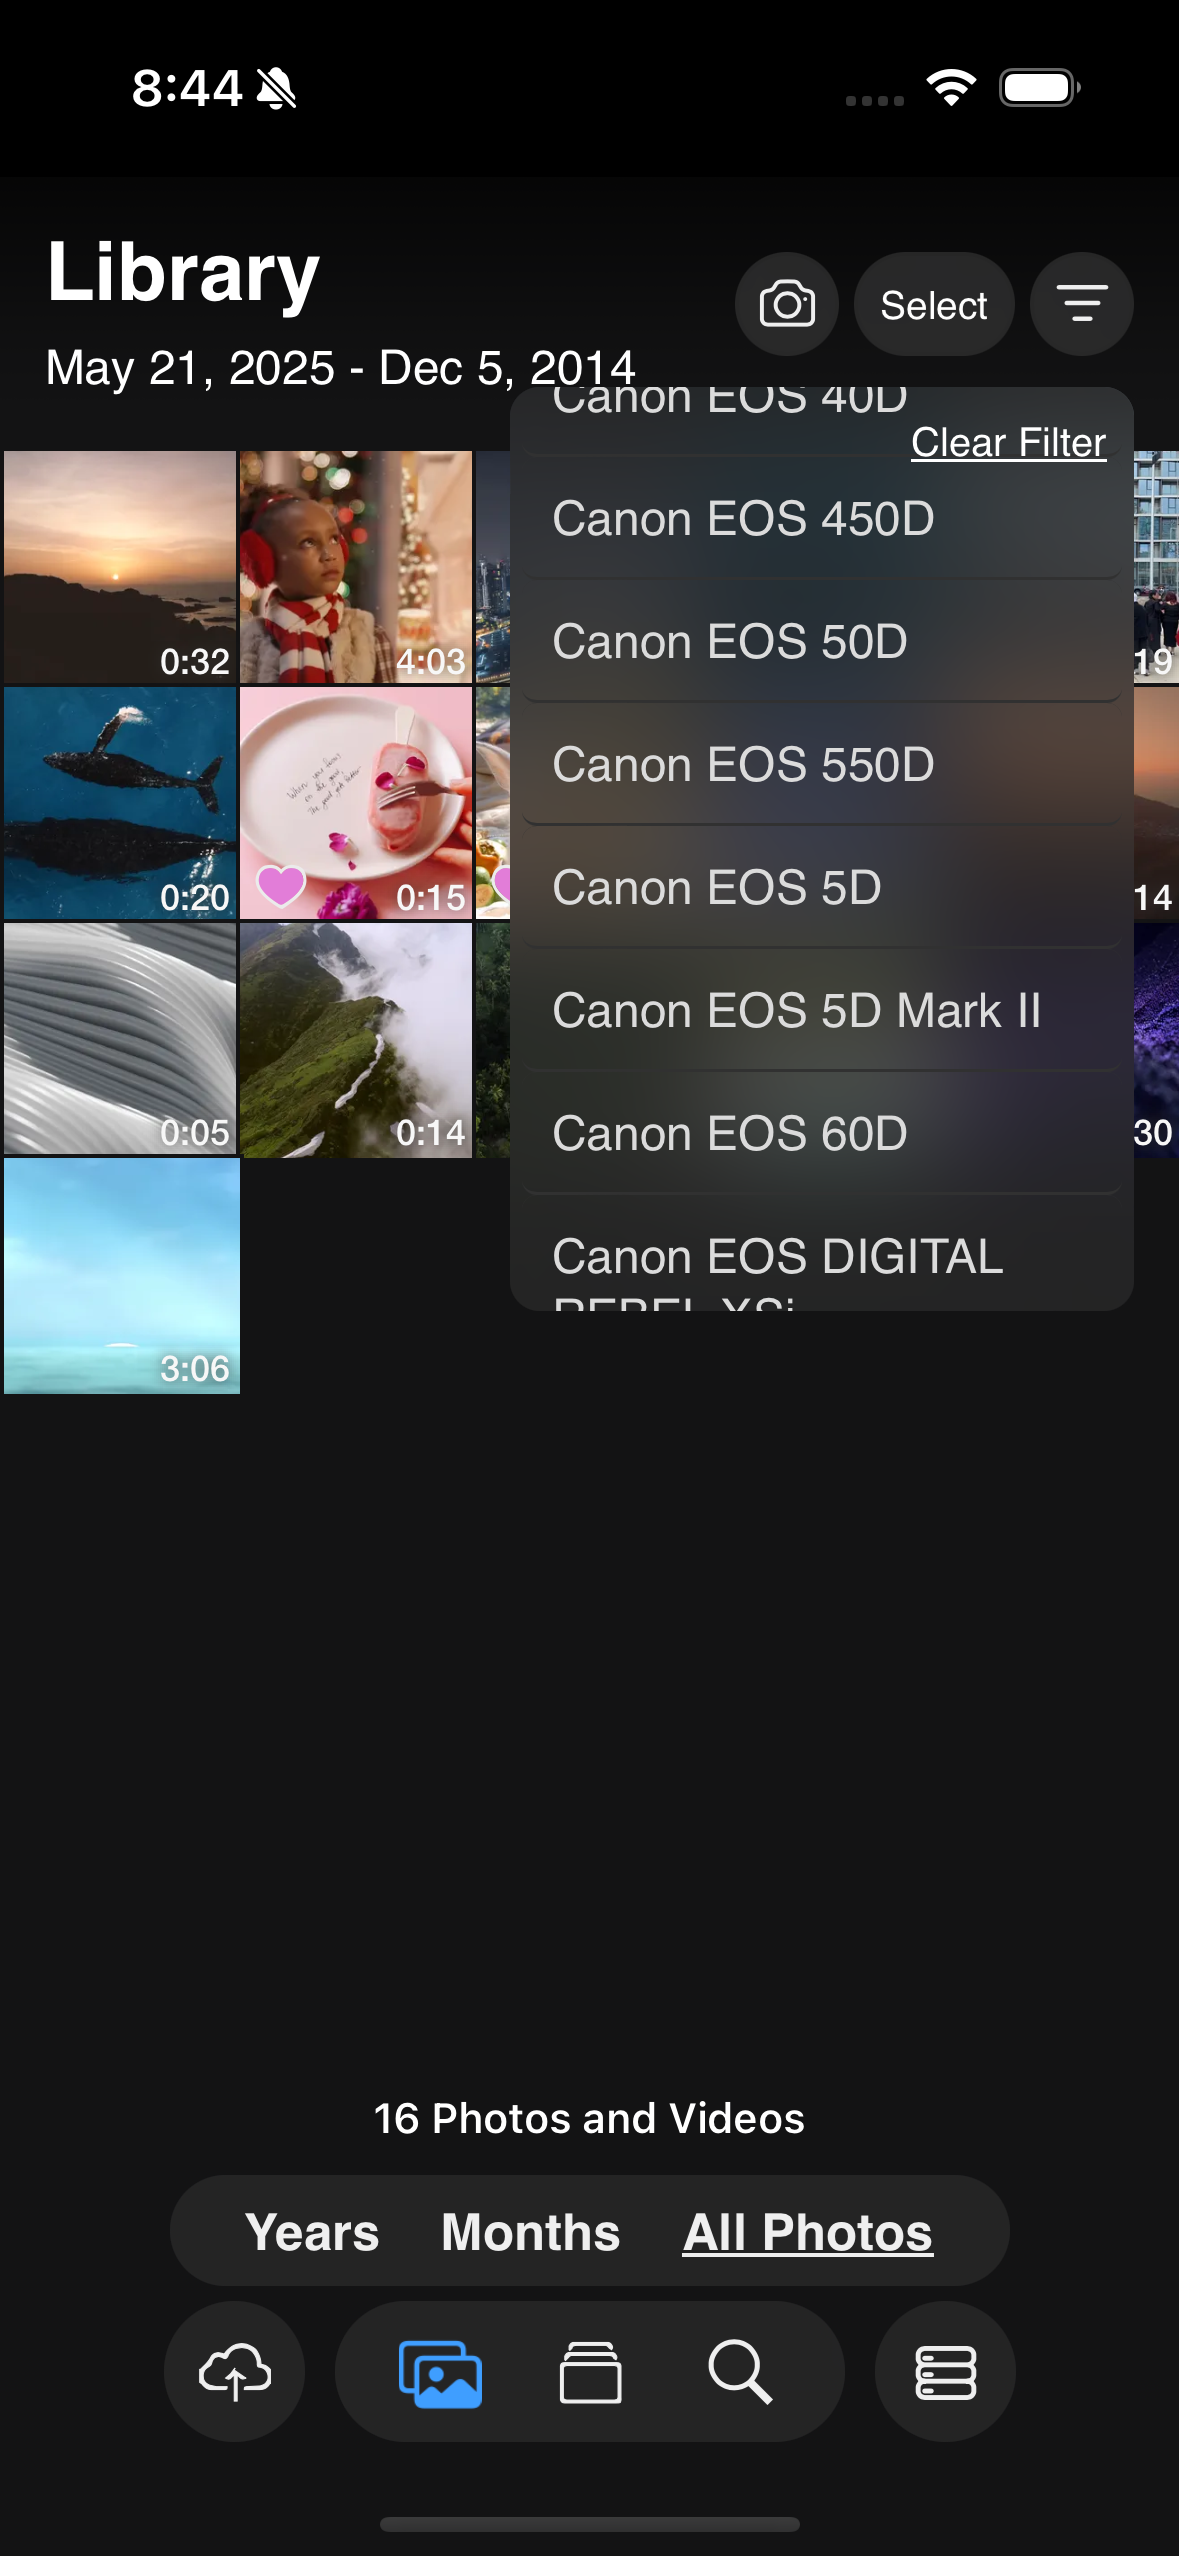 8:44
Library
Select
May 21, 2025 - Dec 5, 2014
Canon EOS 40D
Clear Filter
Canon EOS 450D
Canon EOS 50D
Canon EOS 550D
Canon EOS 5D
Canon EOS 5D Mark II
Canon EOS 60D
Canon EOS DIGITAL
REBEL XSi
0:32
4:03
19
0:20
0:15
14
0:05
0:14
30
3:06
16 Photos and Videos
Years
Months
All Photos